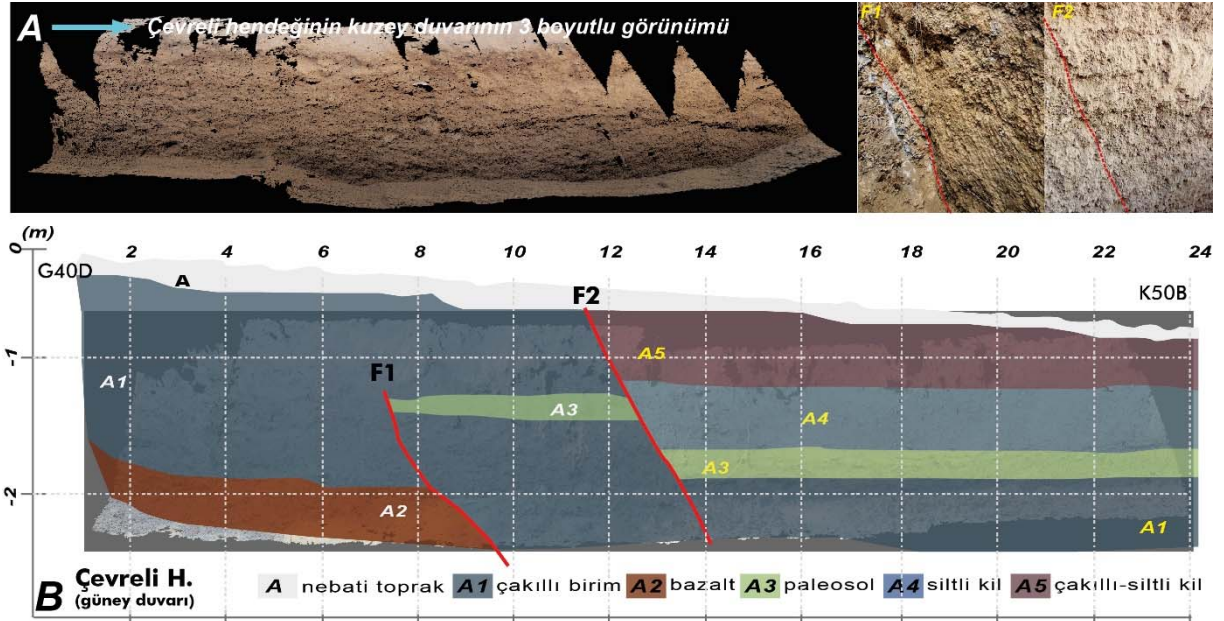 A Çevreli hendeğinin kuzey duvarının 3 boyutlu görünümü
F1 F2
(m)
0 2 4 6 8 10 12 14 16 18 20 22 24
G40D A K50B
F2
A5
-1
F1
A1
A3
A4
A3
-2
A2
A1
B Çevreli H.
(güney duvarı)
A nebati toprak A1 çakıllı birim A2 bazalt A3 paleosol A4 siltli kil A5 çakıllı-siltli kil